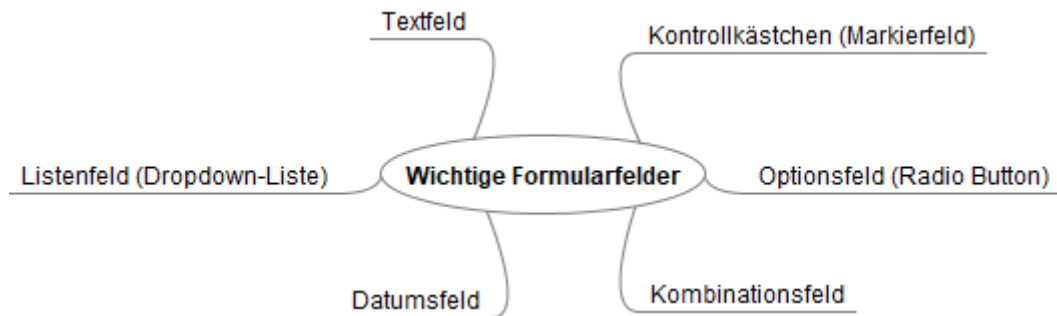 Textfeld
Kontrollkästchen (Markierfeld)
Listenfeld (Dropdown-Liste)
Wichtige Formularfelder
Optionsfeld (Radio Button)
Datumsfeld
Kombinationsfeld